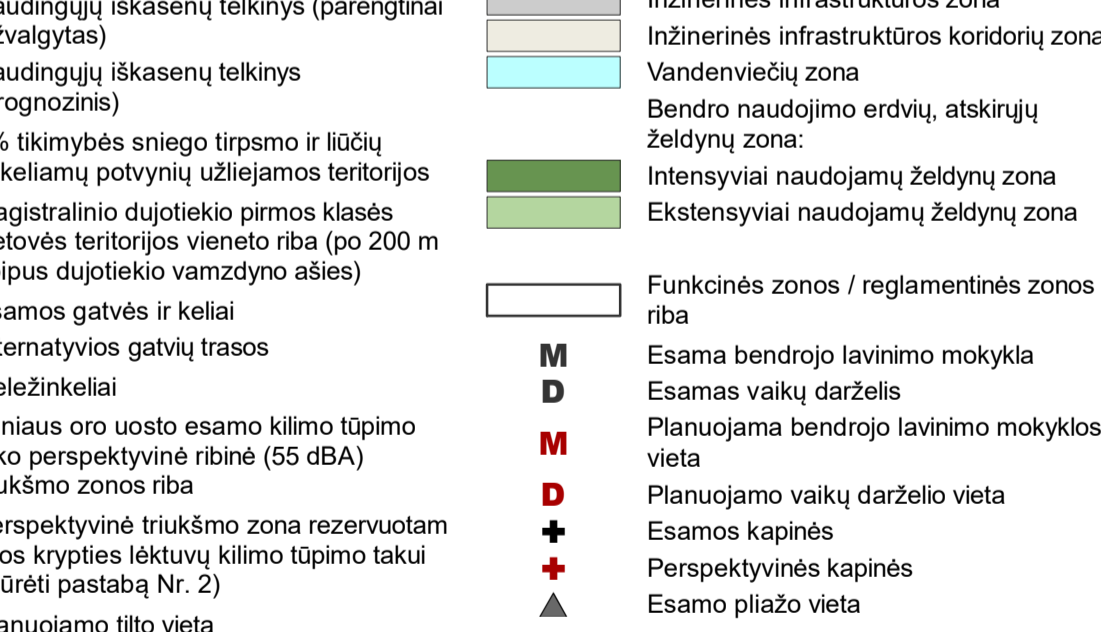 audingųjų iškasenų telkinys (parengtinai
žvalgytas)
audingųjų iškasenų telkinys
rognozinis)
% tikimybės sniego tirpsmo ir liūčių
keliamų potvynių užliejamos teritorijos
agistralinio dujotiekio pirmos klasės
etovės teritorijos vieneto riba (po 200 m
ipus dujotiekio vamzdyno ašies)
samos gatvės ir keliai
ternatyvios gatvių trasos
eležinkeliai
niaus oro uosto esamo kilimo tūpimo
ko perspektyvinė ribinė (55 dBA)
ukšmo zonos riba
erspektyvinė triukšmo zona rezervuotam
os krypties lėktuvų kilimo tūpimo takui
ūrėti pastabą Nr. 2)
anuojamo tilto vieta
Inžinerinės infrastruktūros zona
Inžinerinės infrastruktūros koridorių zona
Vandenviečių zona
Bendro naudojimo erdvių, atskirųjų
želdynų zona:
Intensyviai naudojamų želdynų zona
Ekstensyviai naudojamų želdynų zona
Funkcinės zonos / reglamentinės zonos
riba
M Esama bendrojo lavinimo mokykla
D Esamas vaikų darželis
M Planuojama bendrojo lavinimo mokyklos
vieta
D Planuojamo vaikų darželio vieta
Esamos kapinės
Perspektyvinės kapinės
Esamo pliažo vieta